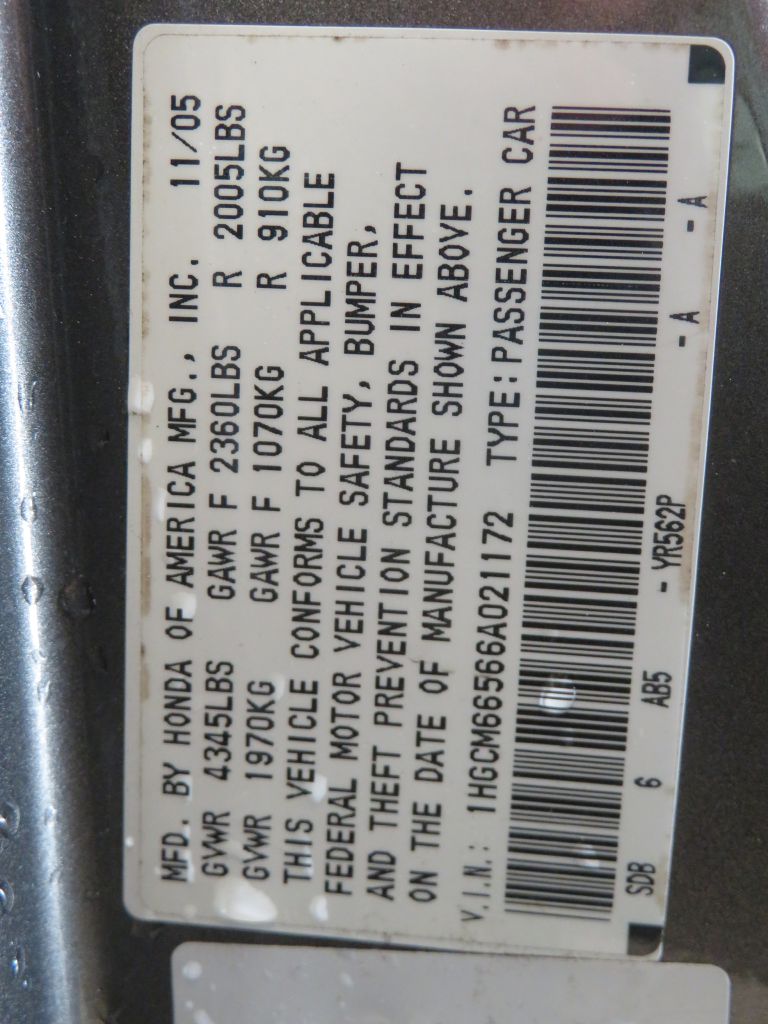 MFD. BY HONDA OF AMERICA MFG., INC. 11/05
GVWR 4345LBS GAWR F 2360LBS R 2005LBS
GVWR 1970KG GAWR F 1070KG R 910KG
THIS VEHICLE CONFORMS TO ALL APPLICABLE
FEDERAL MOTOR VEHICLE SAFETY, BUMPER,
AND THEFT PREVENTION STANDARDS IN EFFECT
ON THE DATE OF MANUFACTURE SHOWN ABOVE.
V.I.N.: 1HGCM66566A021172 TYPE:PASSENGER CAR
SDB 6 AB5 - YR562P - A - A